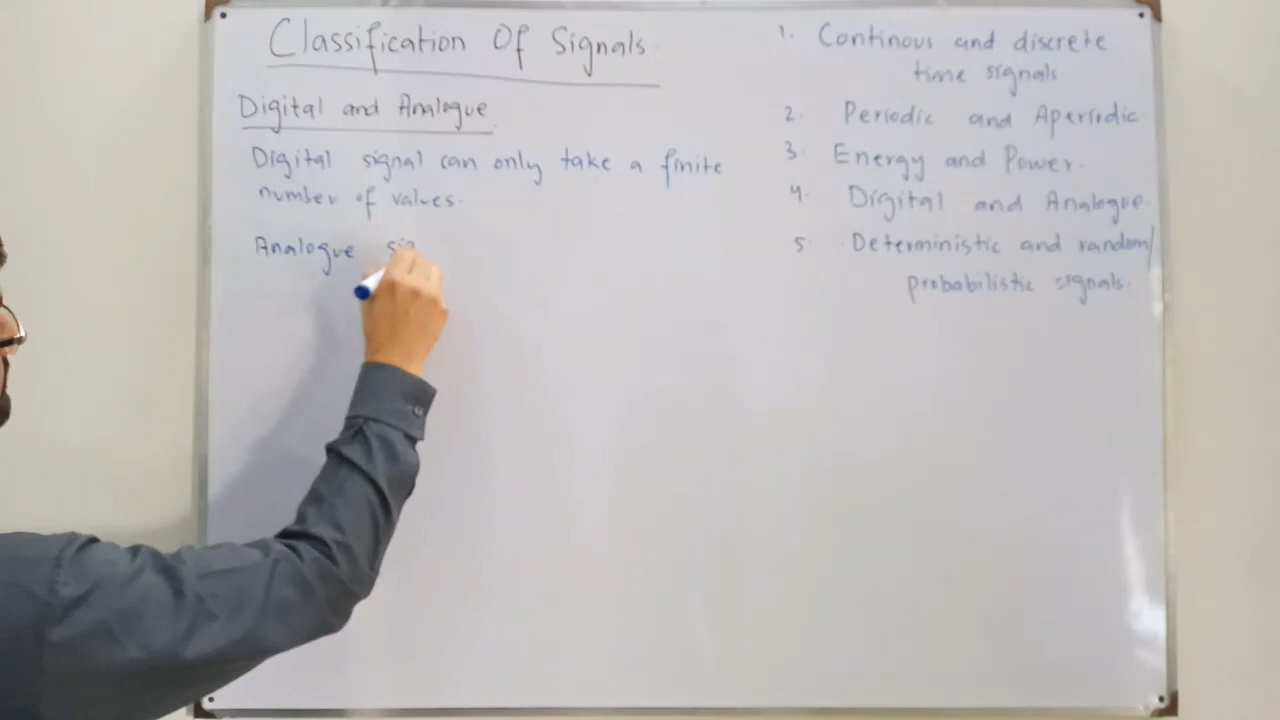 Classification Of Signals.
Digital and Analogue.
Digital signal can only take a finite
number of values.
Analogue
1. Continous and discrete
time signals
2. Periodic and Aperiodic
3. Energy and Power.
4. Digital and Analogue.
5. Deterministic and random/
probabilistic signals.